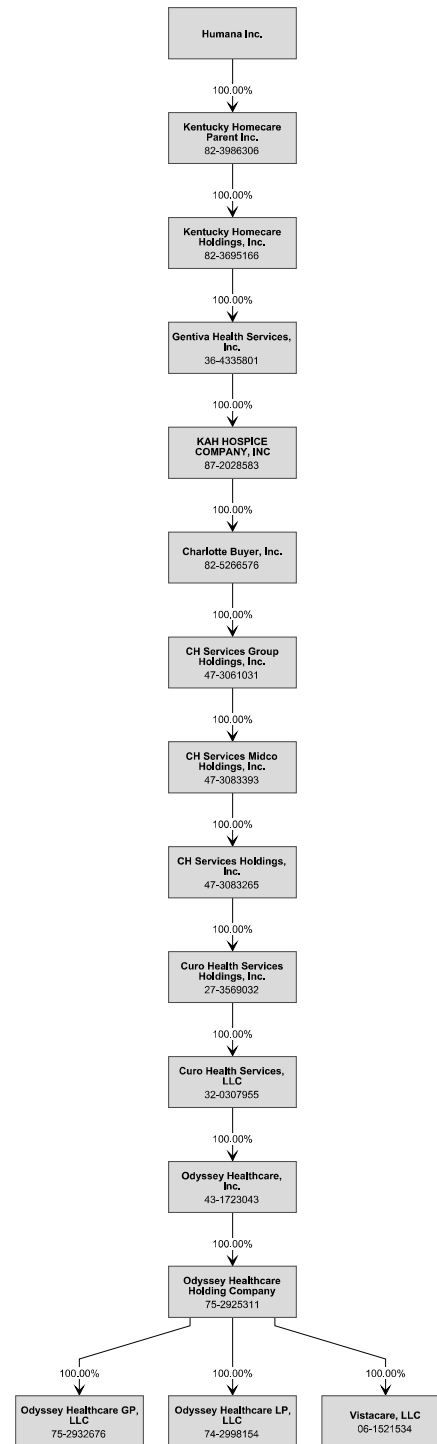 Humana Inc.
100.00%
Kentucky Homecare
Parent Inc.
82-3986306
100.00%
Kentucky Homecare
Holdings, Inc.
82-3695166
100.00%
Gentiva Health Services,
Inc.
36-4335801
100.00%
KAH HOSPICE
COMPANY, INC
87-2028583
100.00%
Charlotte Buyer, Inc.
82-5266576
100.00%
CH Services Group
Holdings, Inc.
47-3061031
100.00%
CH Services Midco
Holdings, Inc.
47-3083393
100.00%
CH Services Holdings,
Inc.
47-3083265
100.00%
Curo Health Services
Holdings, Inc.
27-3569032
100.00%
Curo Health Services,
LLC
32-0307955
100.00%
Odyssey Healthcare,
Inc.
43-1723043
100.00%
Odyssey Healthcare
Holding Company
75-2925311
100.00% 100.00% 100.00%
Odyssey Healthcare GP,
LLC
75-2932676
Odyssey Healthcare LP,
LLC
74-2998154
Vistacare, LLC
06-1521534